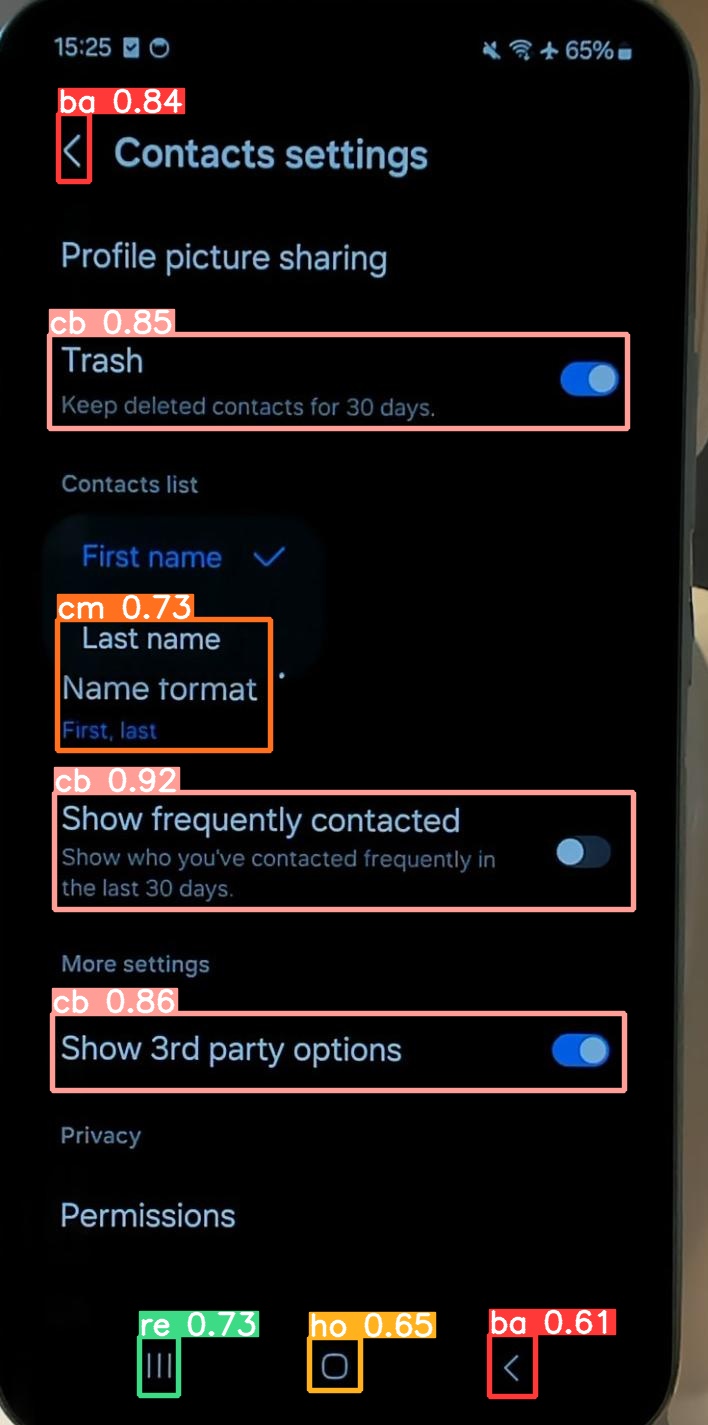 15:25 65%
ba 0.84
Contacts settings
Profile picture sharing
cb 0.85
Trash
Keep deleted contacts for 30 days.
Contacts list
First name
cm 0.73
Last name
Name format
First, last
cb 0.92
Show frequently contacted
Show who you've contacted frequently in
the last 30 days.
More settings
cb 0.86
Show 3rd party options
Privacy
Permissions
re 0.73 ho 0.65 ba 0.61